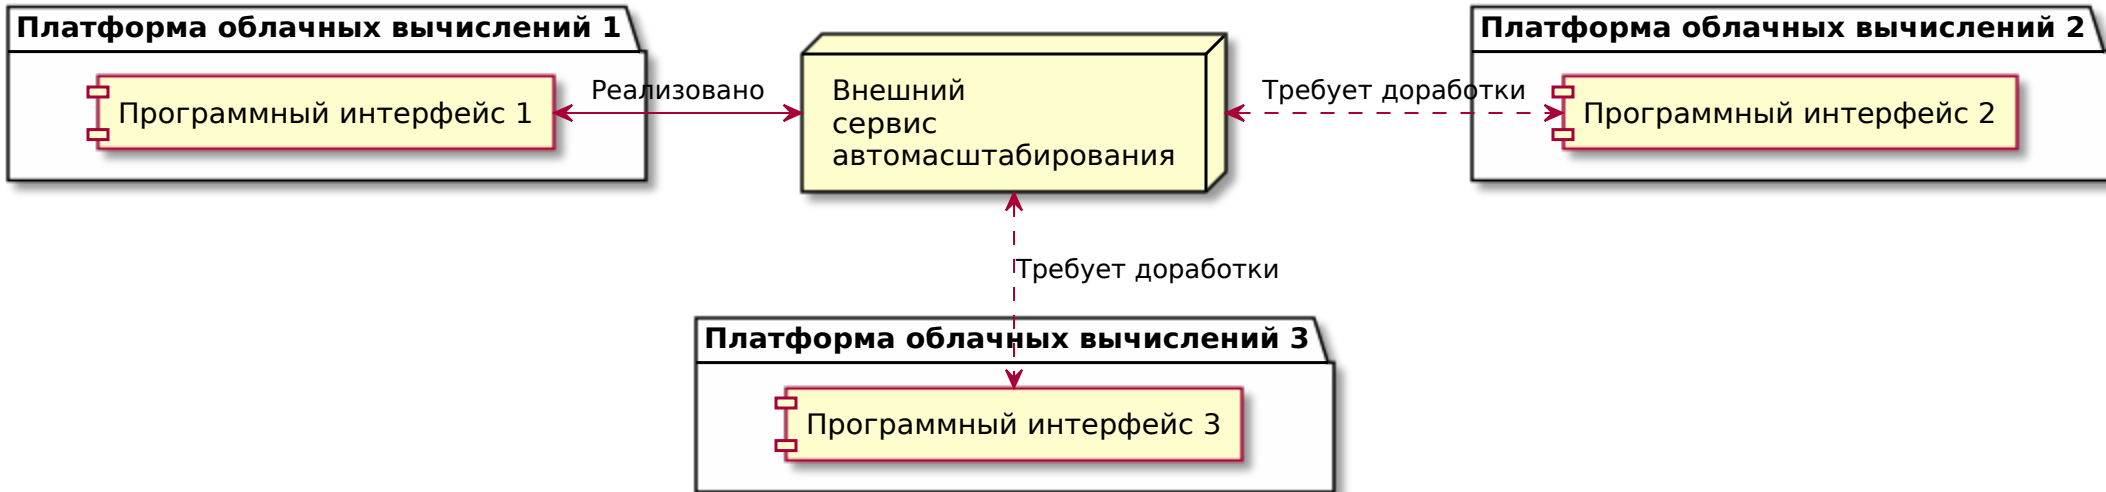 Платформа облачных вычислений 1
Программный интерфейс 1
Реализовано
Внешний
сервис
автомасштабирования
Требует доработки
Платформа облачных вычислений 2
Программный интерфейс 2
Требует доработки
Платформа облачных вычислений 3
Программный интерфейс 3